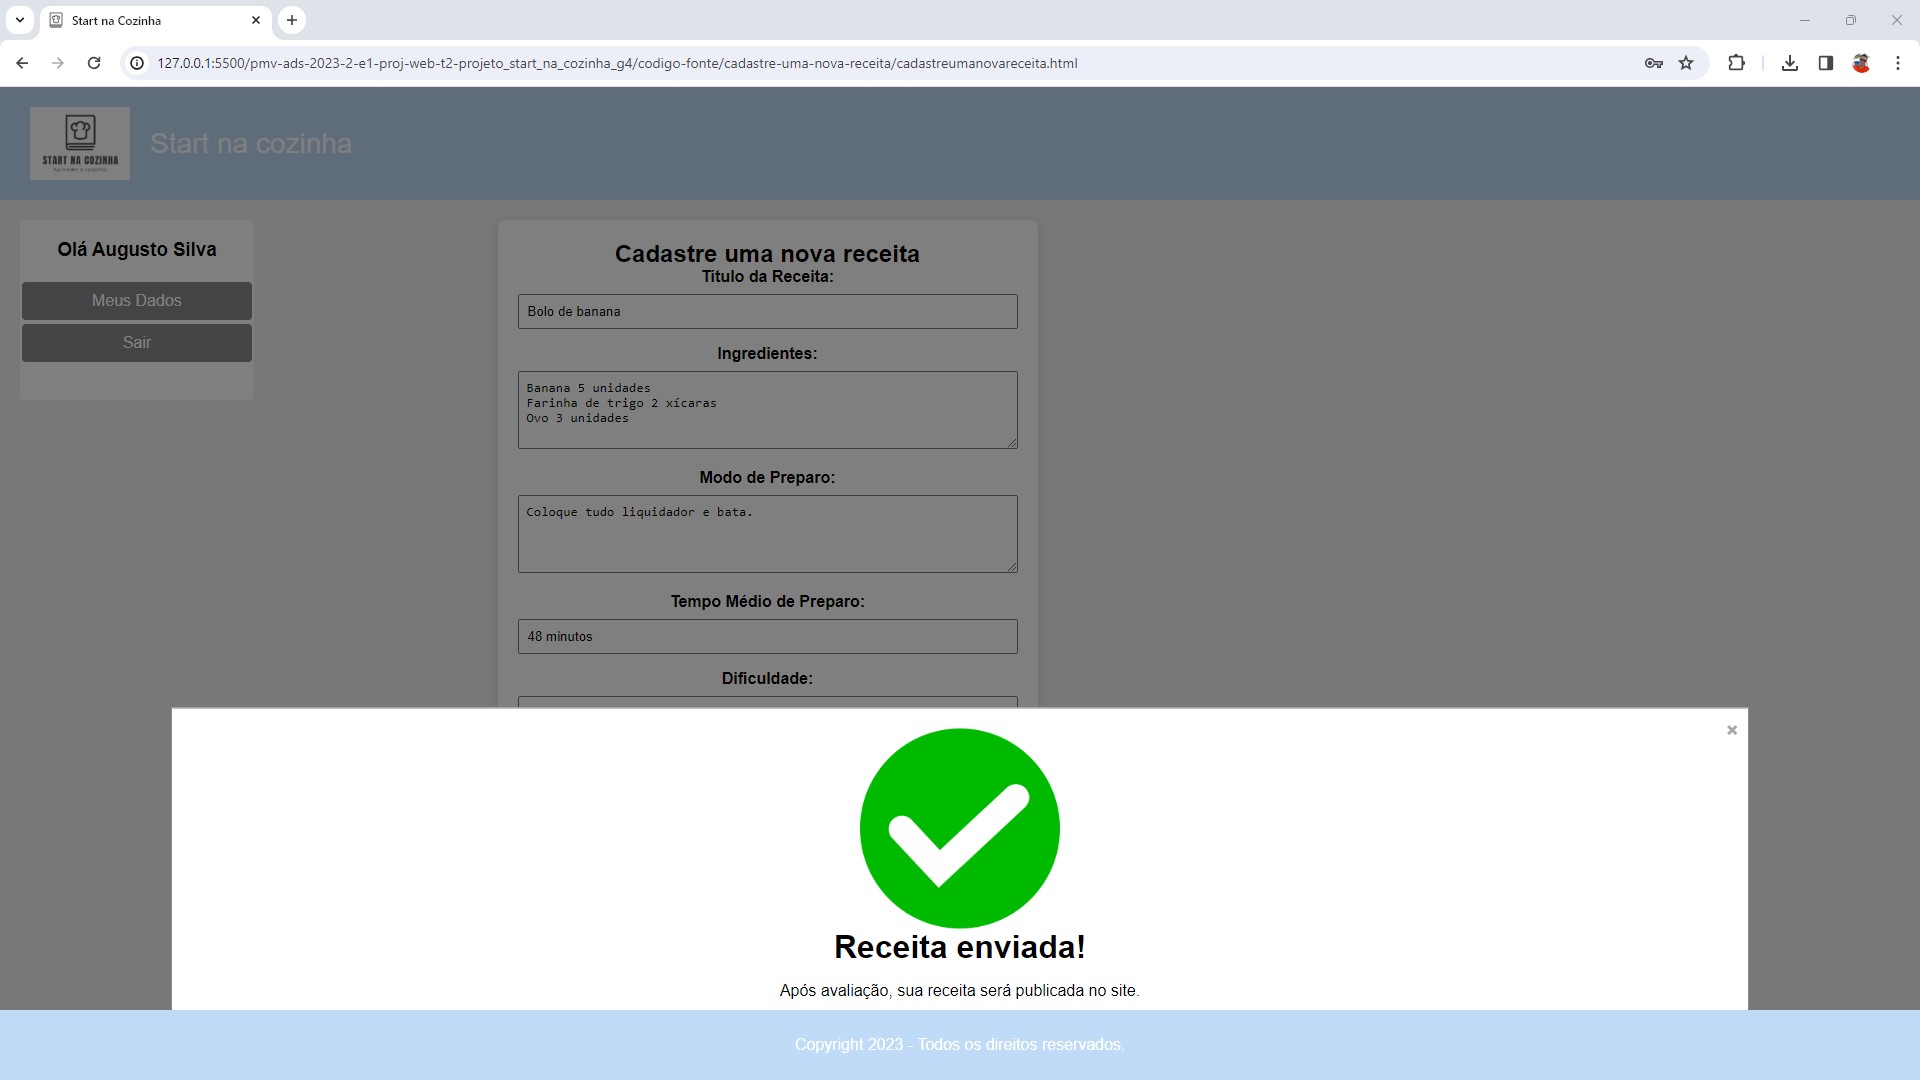 Start na Cozinha
127.0.0.1:5500/pmv-ads-2023-2-e1-proj-web-t2-projeto_start_na_cozinha_g4/codigo-fonte/cadastre-uma-nova-receita/cadastreumanovareceita.html
START NA COZINHA
Start na cozinha
Olá Augusto Silva
Meus Dados
Sair
Cadastre uma nova receita
Titulo da Receita:
Bolo de banana
Ingredientes:
Banana 5 unidades
Farinha de trigo 2 xícaras
Ovo 3 unidades
Modo de Preparo:
Coloque tudo liquidador e bata.
Tempo Médio de Preparo:
48 minutos
Dificuldade:
Receita enviada!
Após avaliação, sua receita será publicada no site.
Copyright 2023 - Todos os direitos reservados.